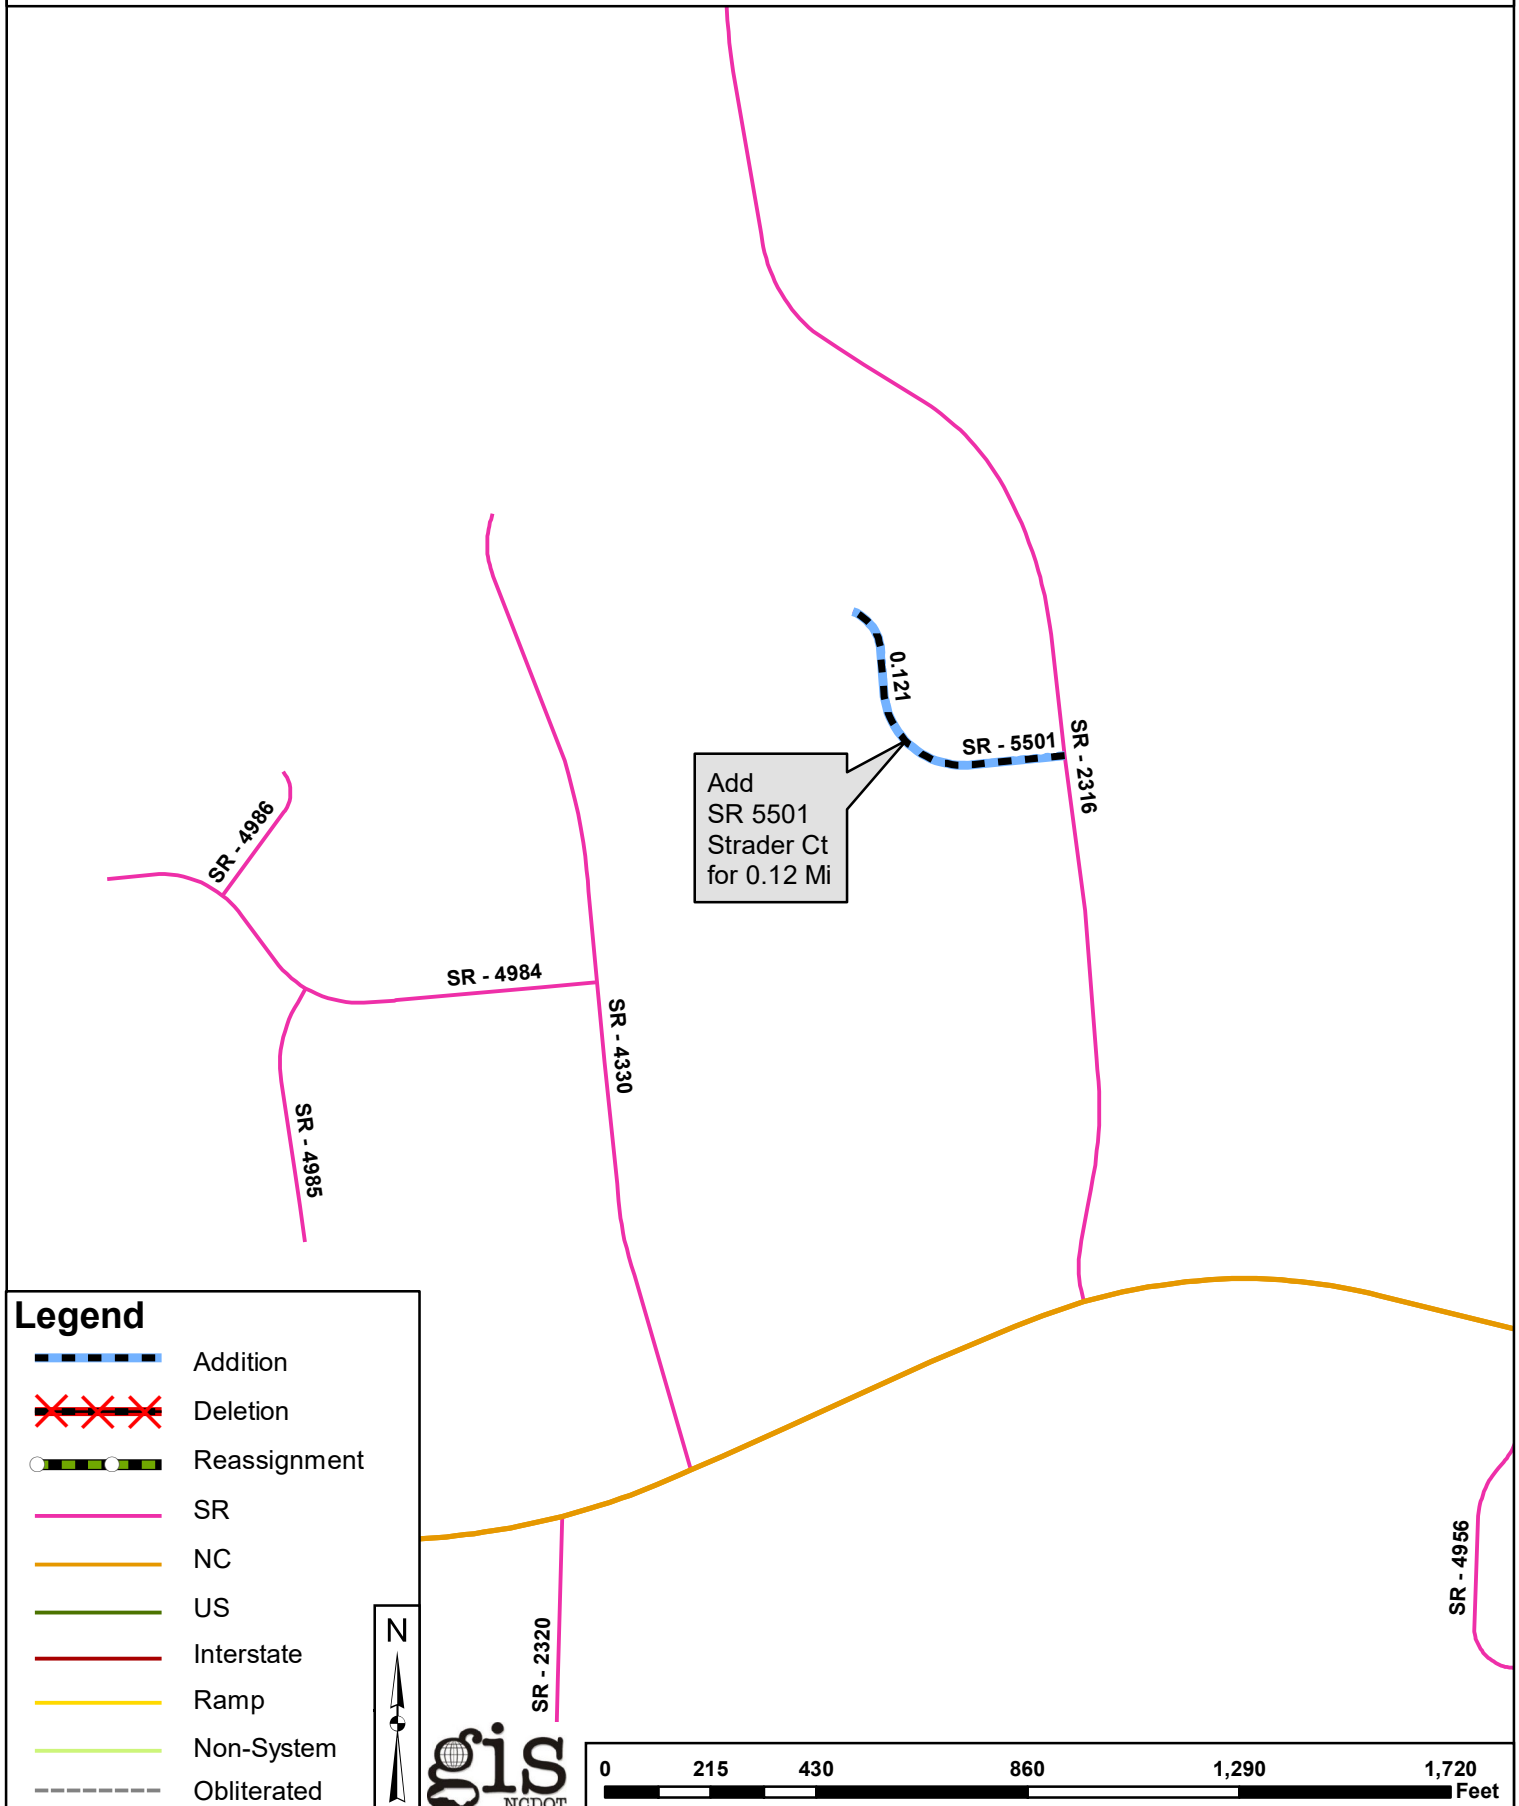 0.121
SR - 5501
SR - 2316
Add
SR 5501
Strader Ct
for 0.12 Mi
SR - 4986
SR - 4984
SR - 4330
SR - 4985
Legend
Addition
Deletion
Reassignment
SR
NC
US
Interstate
Ramp
Non-System
Obliterated
N
SR - 2320
SR - 4956
gis
NCDOT
0 215 430 860 1,290 1,720
Feet